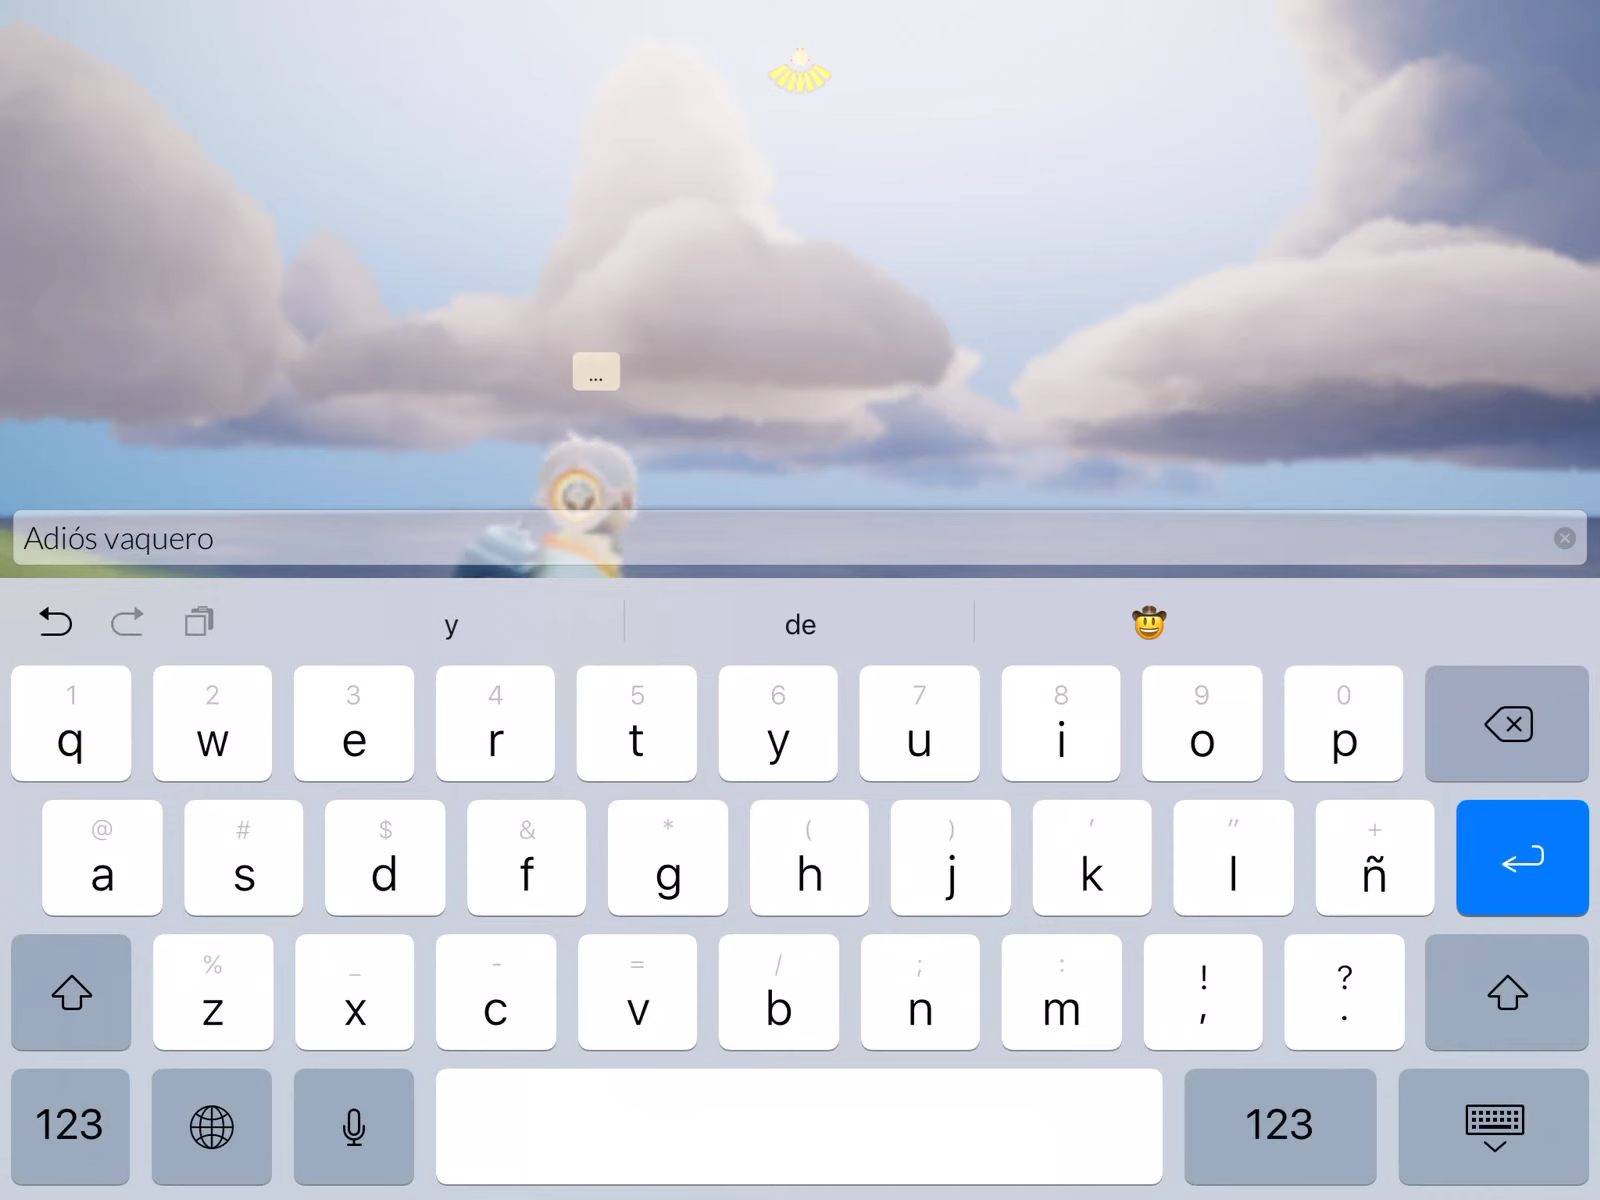 ...
Adiós vaquero
y de 🤠
1 2 3 4 5 6 7 8 9 0
q w e r t y u i o p
@ # $ & * ( ) ' " +
a s d f g h j k l ñ
% _ - = / ; : ! ?
z x c v b n m , .
123 123